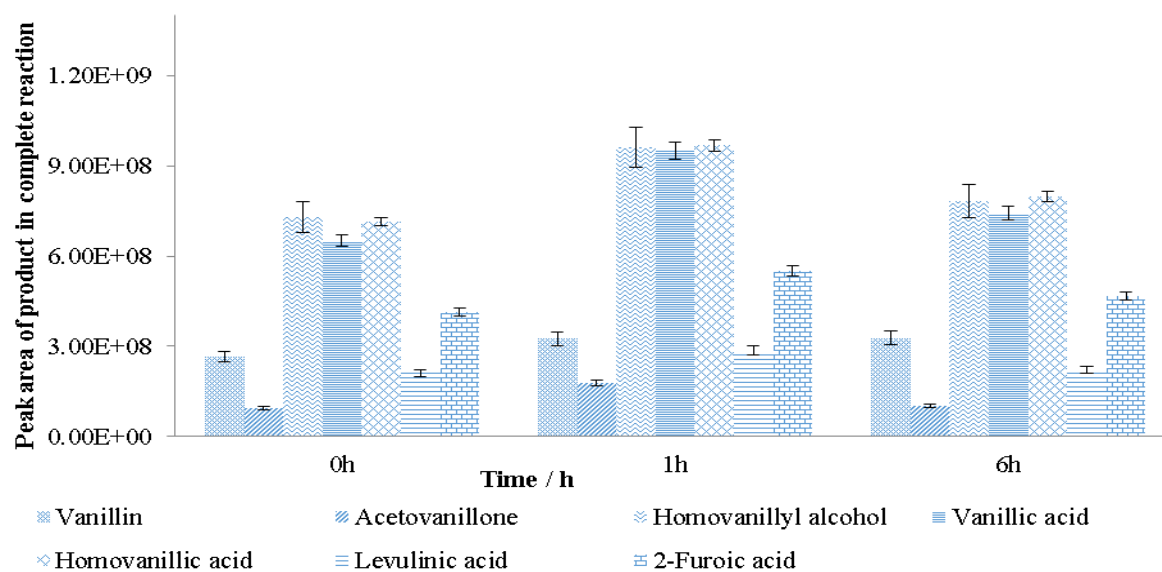 Peak area of product in complete reaction
1.20E+09
9.00E+08
6.00E+08
3.00E+08
0.00E+00
0h
1h
6h
Time / h
Vanillin
Acetovanillone
Homovanillyl alcohol
Vanillic acid
Homovanillic acid
Levulinic acid
2-Furoic acid